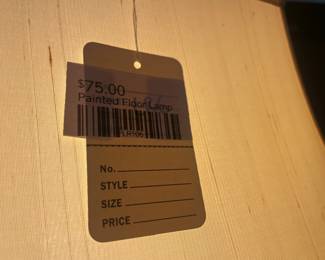 $75.00
Painted Floor Lamp
No.
STYLE
SIZE
PRICE